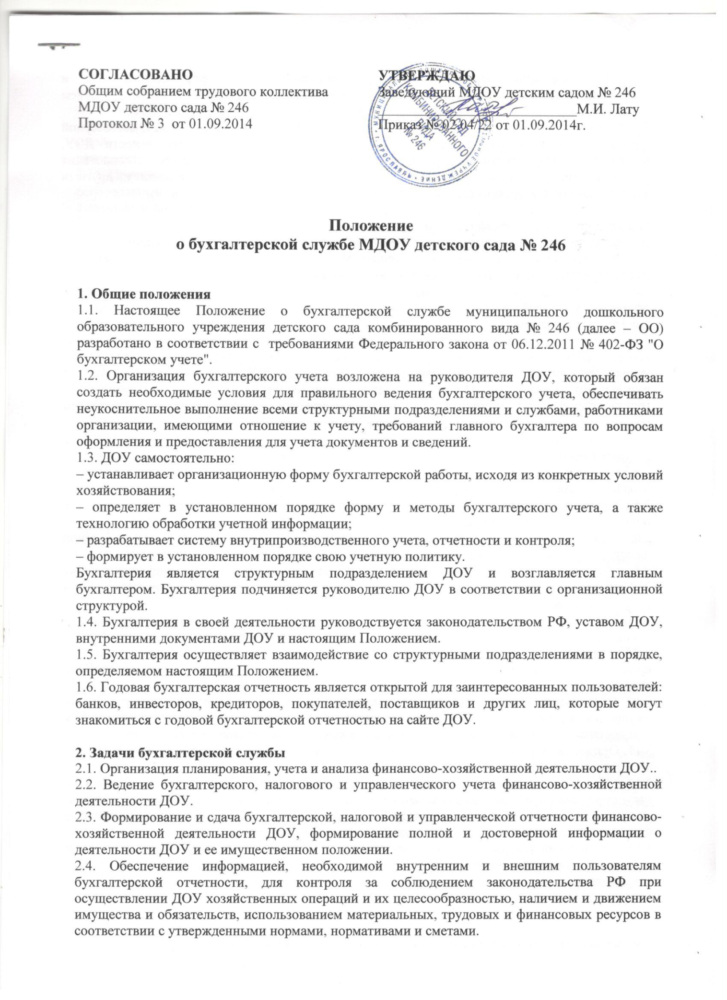 СОГЛАСОВАНО
Общим собранием трудового коллектива
МДОУ детского сада № 246
Протокол № 3 от 01.09.2014
УТВЕРЖДАЮ
Заведующий МДОУ детским садом № 246
М.И. Лату
Приказ № 02-04/22 от 01.09.2014г.
ДЕТСКИЙ САД
КОМБИНИРОВАННОГО
ВИДА
№ 246
Г. ЯРОСЛАВЛЬ
УЧРЕЖДЕНИЕ
Положение
о бухгалтерской службе МДОУ детского сада № 246
1. Общие положения
1.1. Настоящее Положение о бухгалтерской службе муниципального дошкольного
образовательного учреждения детского сада комбинированного вида № 246 (далее – ОО)
разработано в соответствии с требованиями Федерального закона от 06.12.2011 № 402-ФЗ "О
бухгалтерском учете".
1.2. Организация бухгалтерского учета возложена на руководителя ДОУ, который обязан
создать необходимые условия для правильного ведения бухгалтерского учета, обеспечивать
неукоснительное выполнение всеми структурными подразделениями и службами, работниками
организации, имеющими отношение к учету, требований главного бухгалтера по вопросам
оформления и предоставления для учета документов и сведений.
1.3. ДОУ самостоятельно:
– устанавливает организационную форму бухгалтерской работы, исходя из конкретных условий
хозяйствования;
– определяет в установленном порядке форму и методы бухгалтерского учета, а также
технологию обработки учетной информации;
– разрабатывает систему внутрипроизводственного учета, отчетности и контроля;
– формирует в установленном порядке свою учетную политику.
Бухгалтерия является структурным подразделением ДОУ и возглавляется главным
бухгалтером. Бухгалтерия подчиняется руководителю ДОУ в соответствии с организационной
структурой.
1.4. Бухгалтерия в своей деятельности руководствуется законодательством РФ, уставом ДОУ,
внутренними документами ДОУ и настоящим Положением.
1.5. Бухгалтерия осуществляет взаимодействие со структурными подразделениями в порядке,
определяемом настоящим Положением.
1.6. Годовая бухгалтерская отчетность является открытой для заинтересованных пользователей:
банков, инвесторов, кредиторов, покупателей, поставщиков и других лиц, которые могут
знакомиться с годовой бухгалтерской отчетностью на сайте ДОУ.
2. Задачи бухгалтерской службы
2.1. Организация планирования, учета и анализа финансово-хозяйственной деятельности ДОУ..
2.2. Ведение бухгалтерского, налогового и управленческого учета финансово-хозяйственной
деятельности ДОУ.
2.3. Формирование и сдача бухгалтерской, налоговой и управленческой отчетности финансово-
хозяйственной деятельности ДОУ, формирование полной и достоверной информации о
деятельности ДОУ и ее имущественном положении.
2.4. Обеспечение информацией, необходимой внутренним и внешним пользователям
бухгалтерской отчетности, для контроля за соблюдением законодательства РФ при
осуществлении ДОУ хозяйственных операций и их целесообразностью, наличием и движением
имущества и обязательств, использованием материальных, трудовых и финансовых ресурсов в
соответствии с утвержденными нормами, нормативами и сметами.